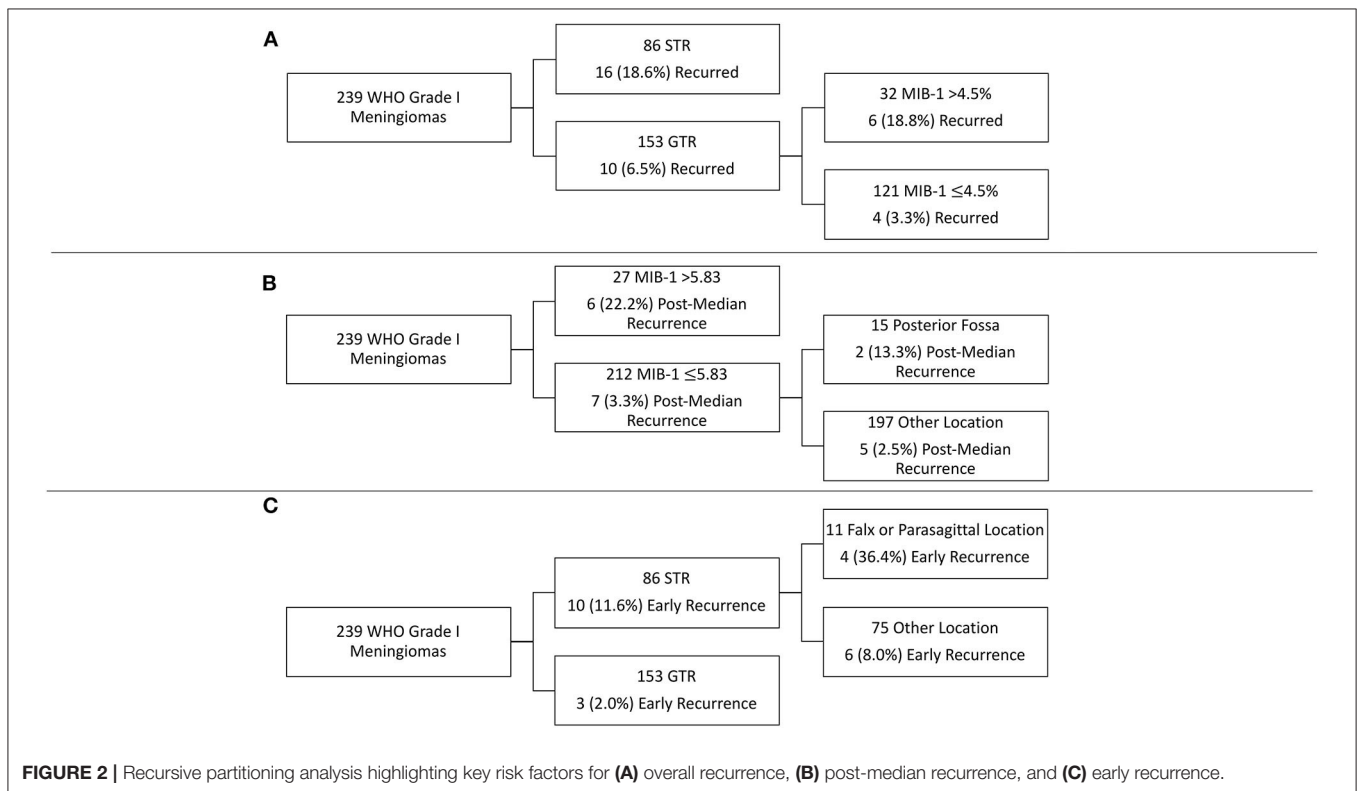 A
239 WHO Grade I
Meningiomas
86 STR
16 (18.6%) Recurred
153 GTR
10 (6.5%) Recurred
32 MIB-1 >4.5%
6 (18.8%) Recurred
121 MIB-1 ≤4.5%
4 (3.3%) Recurred
B
239 WHO Grade I
Meningiomas
27 MIB-1 >5.83
6 (22.2%) Post-Median
Recurrence
212 MIB-1 ≤5.83
7 (3.3%) Post-Median
Recurrence
15 Posterior Fossa
2 (13.3%) Post-Median
Recurrence
197 Other Location
5 (2.5%) Post-Median
Recurrence
C
239 WHO Grade I
Meningiomas
86 STR
10 (11.6%) Early Recurrence
153 GTR
3 (2.0%) Early Recurrence
11 Falx or Parasagittal Location
4 (36.4%) Early Recurrence
75 Other Location
6 (8.0%) Early Recurrence
FIGURE 2 | Recursive partitioning analysis highlighting key risk factors for (A) overall recurrence, (B) post-median recurrence, and (C) early recurrence.